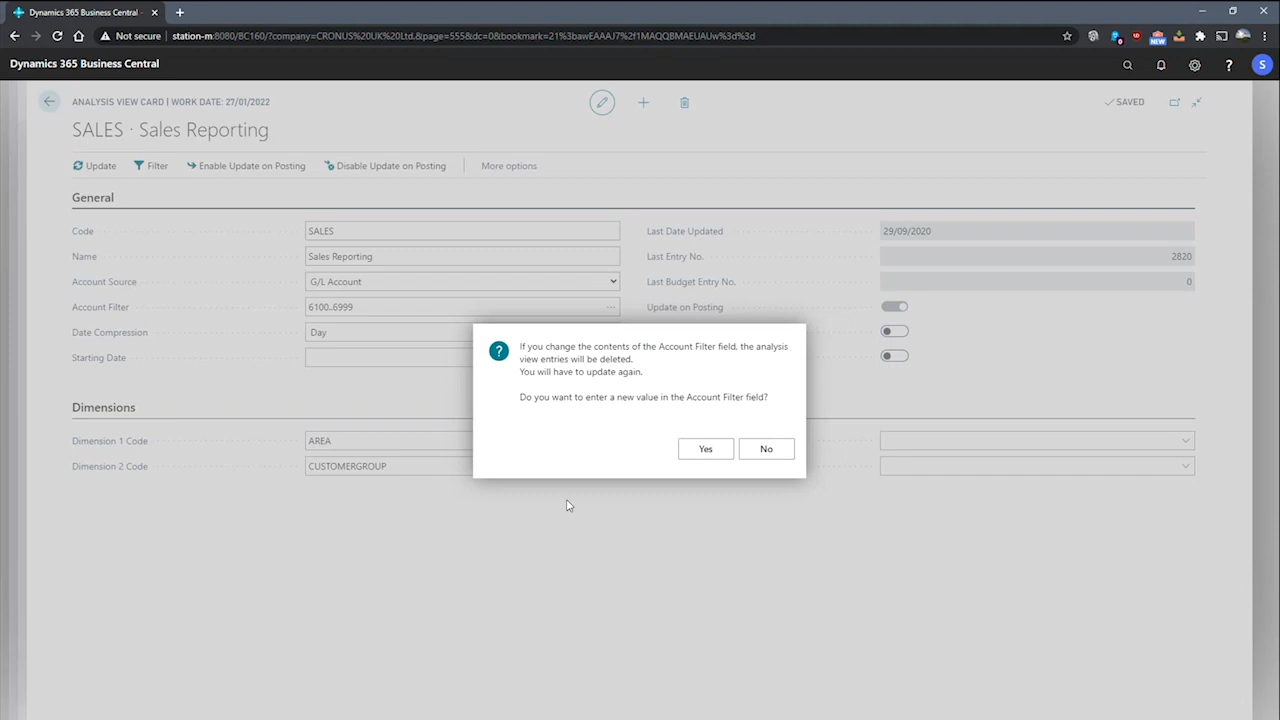 Dynamics 365 Business Central -
Not secure station-m:8080/BC160/?company=CRONUS%20UK%20Ltd.&page=555&dc=0&bookmark=21%3bawEAAAJ7%2f1MAQQBMAEUAUw%3d%3d
0
NEW
Dynamics 365 Business Central
?
S
ANALYSIS VIEW CARD | WORK DATE: 27/01/2022
SAVED
SALES · Sales Reporting
Update Filter Enable Update on Posting Disable Update on Posting More options
General
Code SALES Last Date Updated 29/09/2020
Name Sales Reporting Last Entry No. 2820
Account Source G/L Account Last Budget Entry No. 0
Account Filter 6100..6999 ... Update on Posting
Date Compression Day
Starting Date
?
If you change the contents of the Account Filter field, the analysis
view entries will be deleted.
You will have to update again.
Do you want to enter a new value in the Account Filter field?
Yes No
Dimensions
Dimension 1 Code AREA
Dimension 2 Code CUSTOMERGROUP